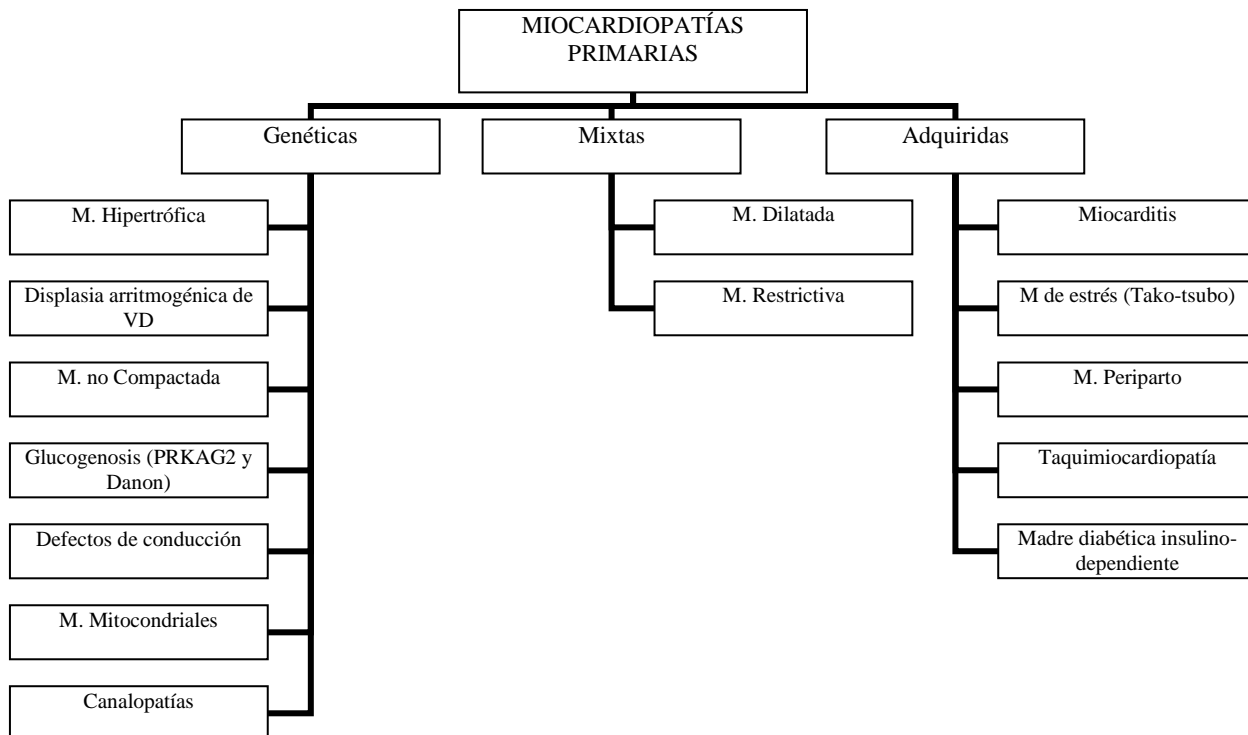 MIOCARDIOPATÍAS
PRIMARIAS
Genéticas
Mixtas
Adquiridas
M. Hipertrófica
Displasia arritmogénica de
VD
M. no Compactada
Glucogenosis (PRKAG2 y
Danon)
Defectos de conducción
M. Mitocondriales
Canalopatías
M. Dilatada
M. Restrictiva
Miocarditis
M de estrés (Tako-tsubo)
M. Periparto
Taquimiocardiopatía
Madre diabética insulino-
dependiente